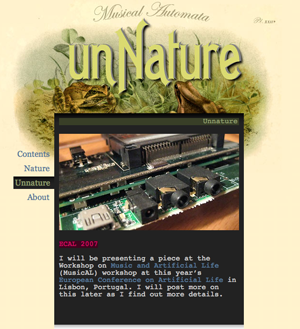 Musical Automata
unNature
Unnature
Contents
Nature
Unnature
About
ECAL 2007
I will be presenting a piece at the
Workshop on Music and Artificial Life
(MusicAL) workshop at this year's
European Conference on Artificial Life in
Lisbon, Portugal. I will post more on
this later as I find out more details.